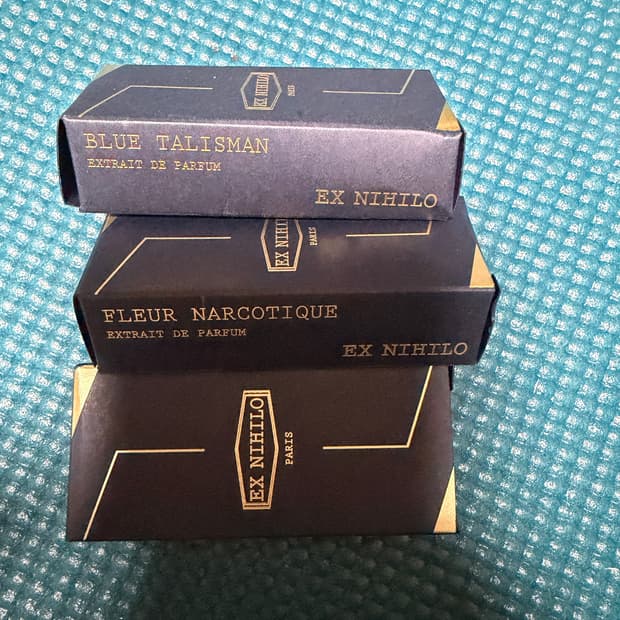 EX NIHILO
PARIS
BLUE TALISMAN
EXTRAIT DE PARFUM
EX NIHILO
EX NIHILO
PARIS
FLEUR NARCOTIQUE
EXTRAIT DE PARFUM
EX NIHILO
EX NIHILO
PARIS